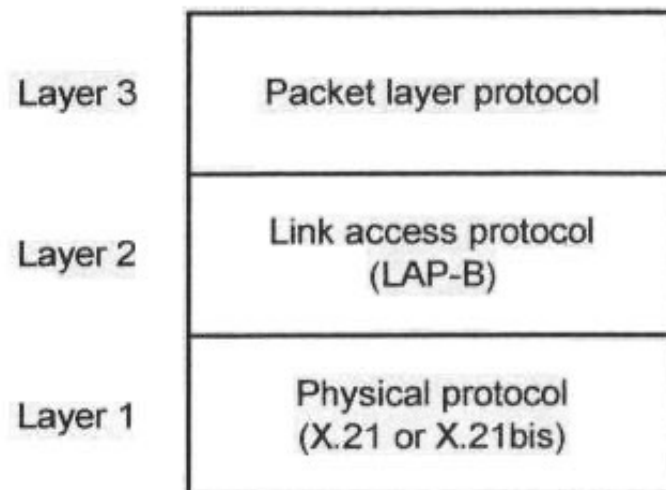 Layer 3
Packet layer protocol
Layer 2
Link access protocol
(LAP-B)
Layer 1
Physical protocol
(X.21 or X.21bis)